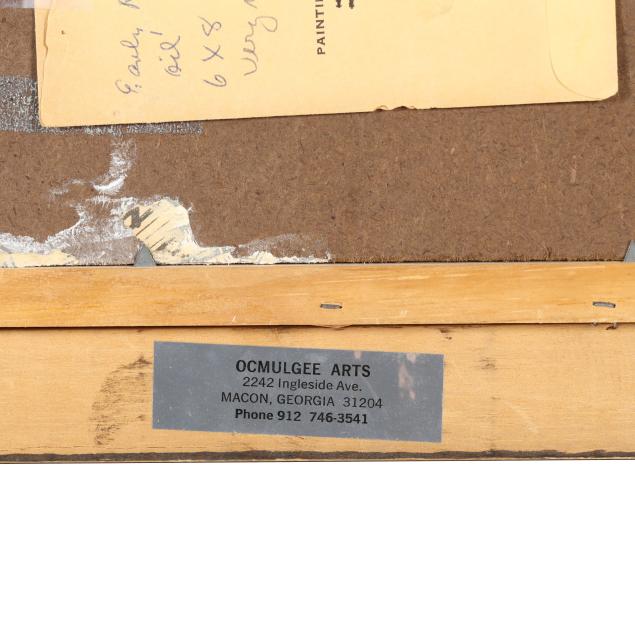 Early
oil
6 x 8
very
PAINTI
OCMULGEE ARTS
2242 Ingleside Ave.
MACON, GEORGIA 31204
Phone 912 746-3541